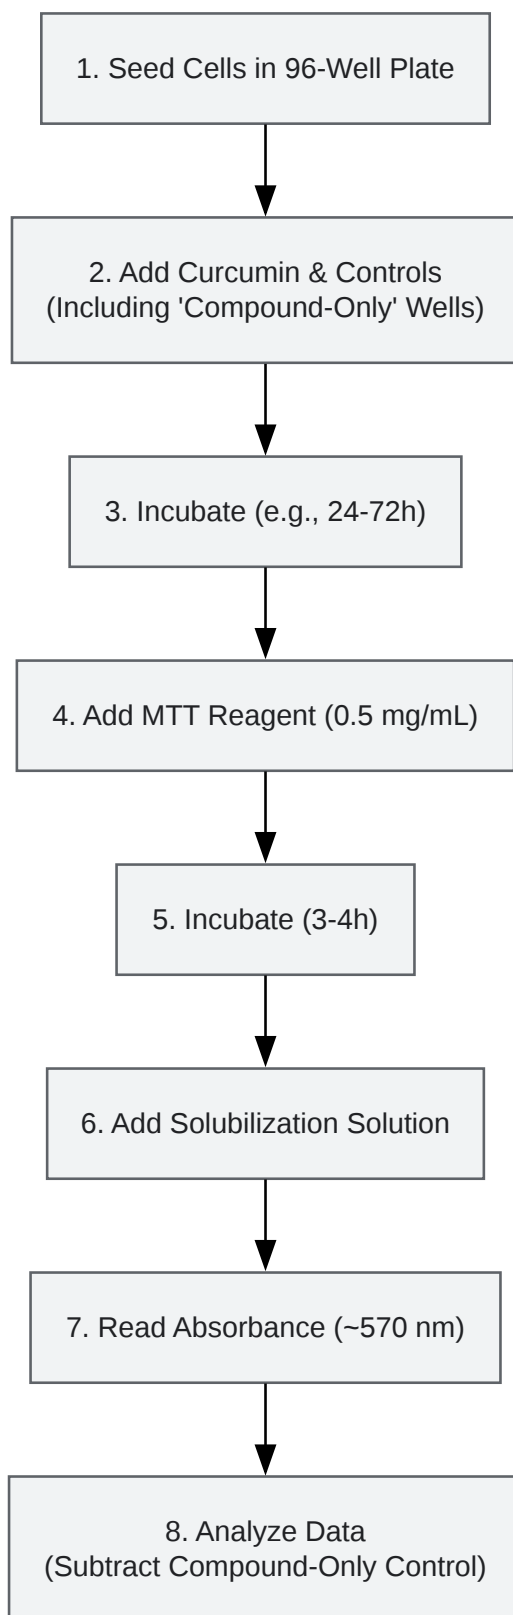 1. Seed Cells in 96-Well Plate
2. Add Curcumin & Controls
(Including 'Compound-Only' Wells)
3. Incubate (e.g., 24-72h)
4. Add MTT Reagent (0.5 mg/mL)
5. Incubate (3-4h)
6. Add Solubilization Solution
7. Read Absorbance (~570 nm)
8. Analyze Data
(Subtract Compound-Only Control)